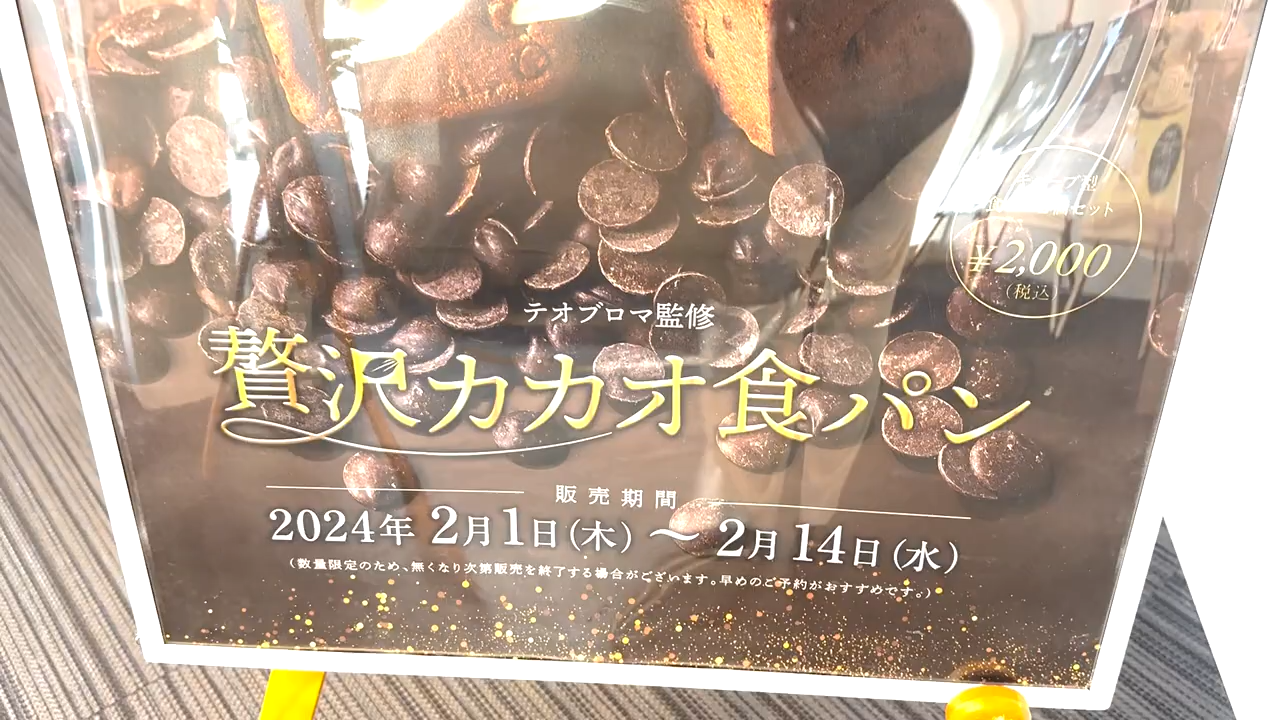 セット
¥2,000
(税込)
テオブロマ監修
贅沢カカオ食パン
販売期間
2024年 2月1日(木)〜2月14日(水)
(数量限定のため、無くなり次第販売を終了する場合がございます。早めのご予約がおすすめです。)